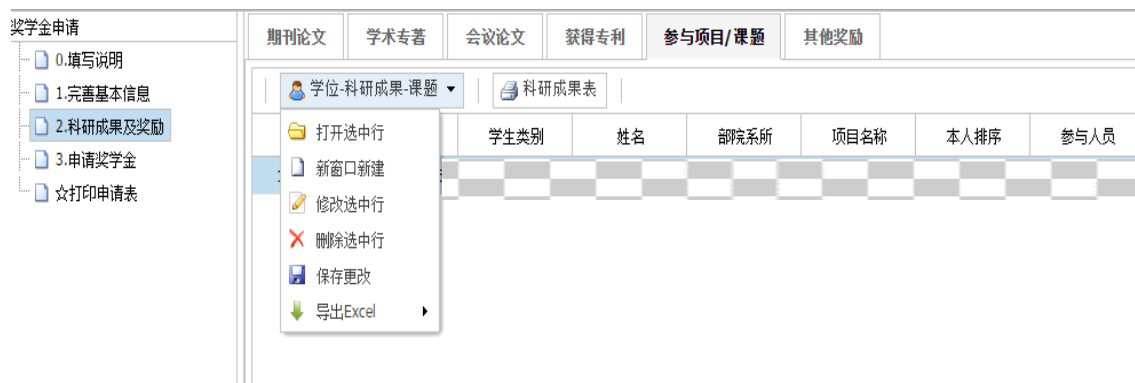 奖学金申请
0.填写说明
1.完善基本信息
2.科研成果及奖励
3.申请奖学金
☆打印申请表
期刊论文 学术专著 会议论文 获得专利 参与项目/课题 其他奖励
学位-科研成果-课题 科研成果表
学生类别 姓名 部院系所 项目名称 本人排序 参与人员
打开选中行
新窗口新建
修改选中行
删除选中行
保存更改
导出Excel